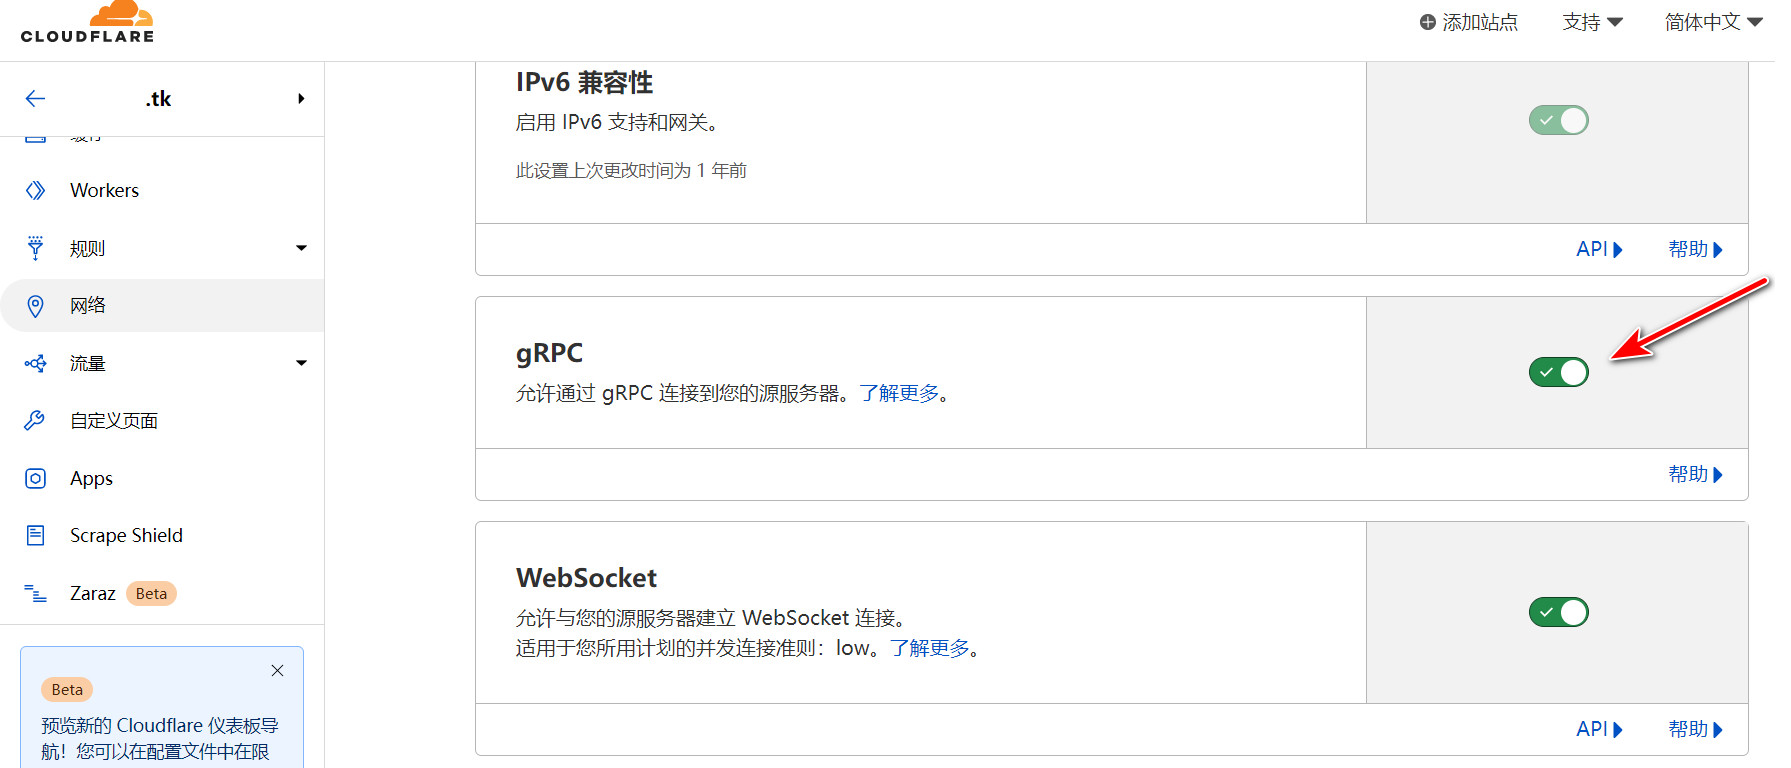 CLOUDFLARE
添加站点
支持
简体中文
.tk
Workers
规则
网络
流量
自定义页面
Apps
Scrape Shield
Zaraz Beta
Beta
预览新的 Cloudflare 仪表板导
航！您可以在配置文件中在限
IPv6 兼容性
启用 IPv6 支持和网关。
此设置上次更改时间为 1 年前
API
帮助
gRPC
允许通过 gRPC 连接到您的源服务器。了解更多。
帮助
WebSocket
允许与您的源服务器建立 WebSocket 连接。
适用于您所用计划的并发连接准则：low。了解更多。
API
帮助